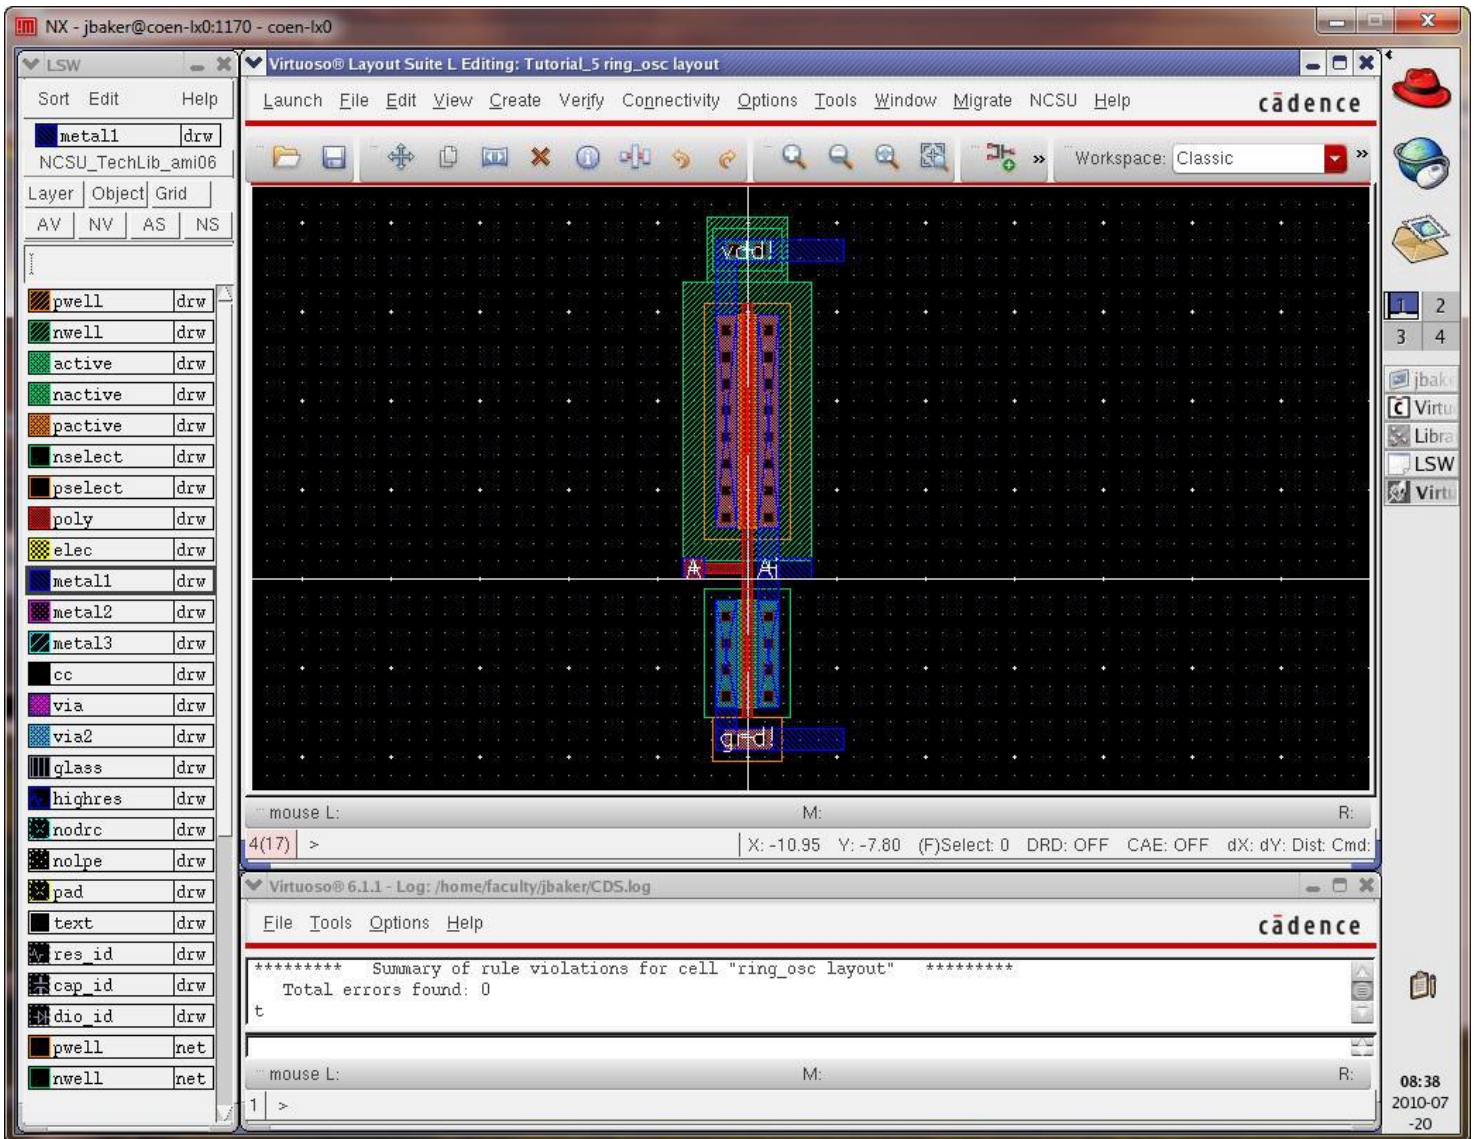 NX - jbaker@coen-lx0:1170 - coen-lx0
LSW
Sort Edit Help
metal1 drw
NCSU_TechLib_ami06
Layer Object Grid
AV NV AS NS
pwell drw
nwell drw
active drw
nactive drw
pactive drw
nselect drw
pselect drw
poly drw
elec drw
metal1 drw
metal2 drw
metal3 drw
cc drw
via drw
via2 drw
glass drw
highres drw
nodrc drw
nolpe drw
pad drw
text drw
res_id drw
cap_id drw
dio_id drw
pwell net
nwell net
Virtuoso® Layout Suite L Editing: Tutorial_5 ring_osc layout
Launch File Edit View Create Verify Connectivity Options Tools Window Migrate NCSU Help cādence
» Workspace: Classic »
vdd!
A Ai
gnd!
mouse L: M: R:
4(17) > X: -10.95 Y: -7.80 (F)Select: 0 DRD: OFF CAE: OFF dX: dY: Dist: Cmd:
Virtuoso® 6.1.1 - Log: /home/faculty/jbaker/CDS.log
File Tools Options Help cādence
********* Summary of rule violations for cell "ring_osc layout" *********
Total errors found: 0
t
mouse L: M: R:
1 >
1 2
3 4
jbake
Virtu
Libra
LSW
Virtu
08:38
2010-07
-20